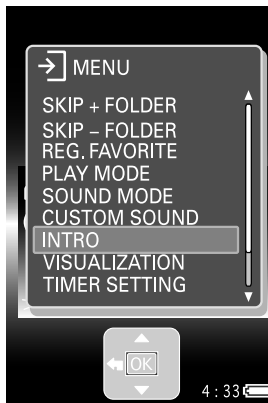 MENU
SKIP + FOLDER
SKIP – FOLDER
REG. FAVORITE
PLAY MODE
SOUND MODE
CUSTOM SOUND
INTRO
VISUALIZATION
TIMER SETTING
OK
4:33